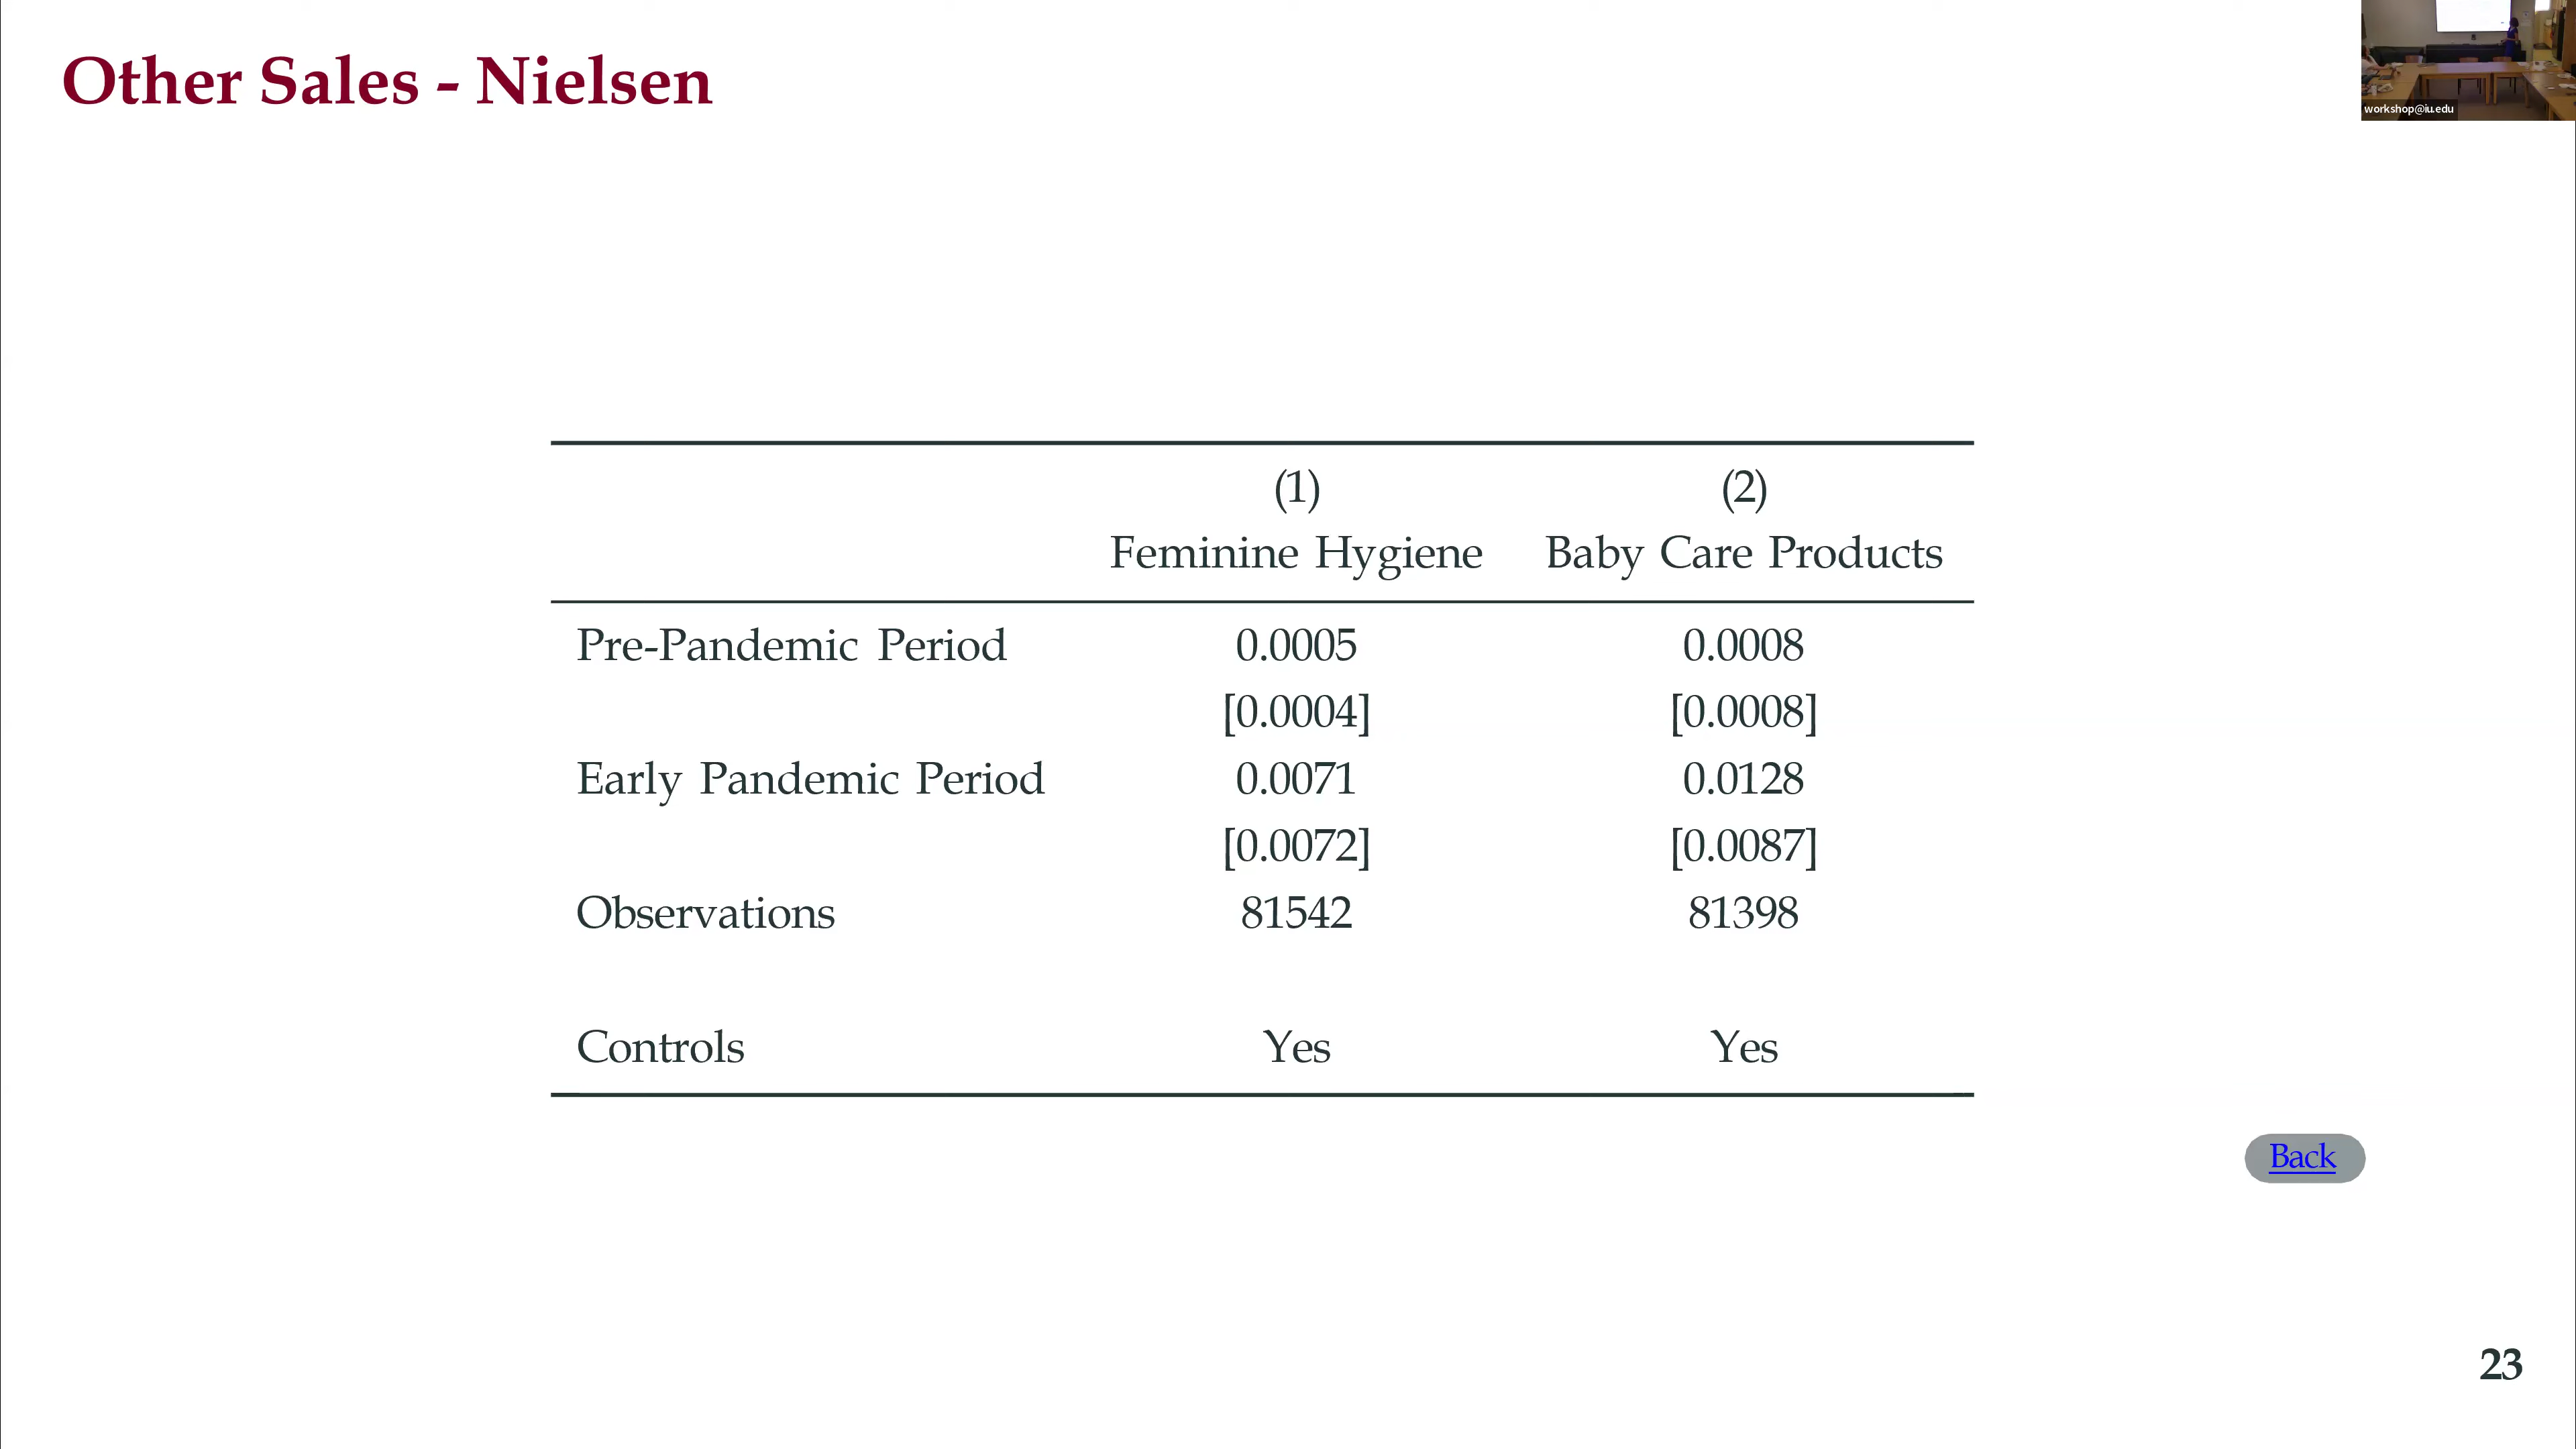 Other Sales - Nielsen
workshop@iu.edu
(1) (2)
Feminine Hygiene Baby Care Products
Pre-Pandemic Period 0.0005 0.0008
[0.0004] [0.0008]
Early Pandemic Period 0.0071 0.0128
[0.0072] [0.0087]
Observations 81542 81398
Controls Yes Yes
Back
23